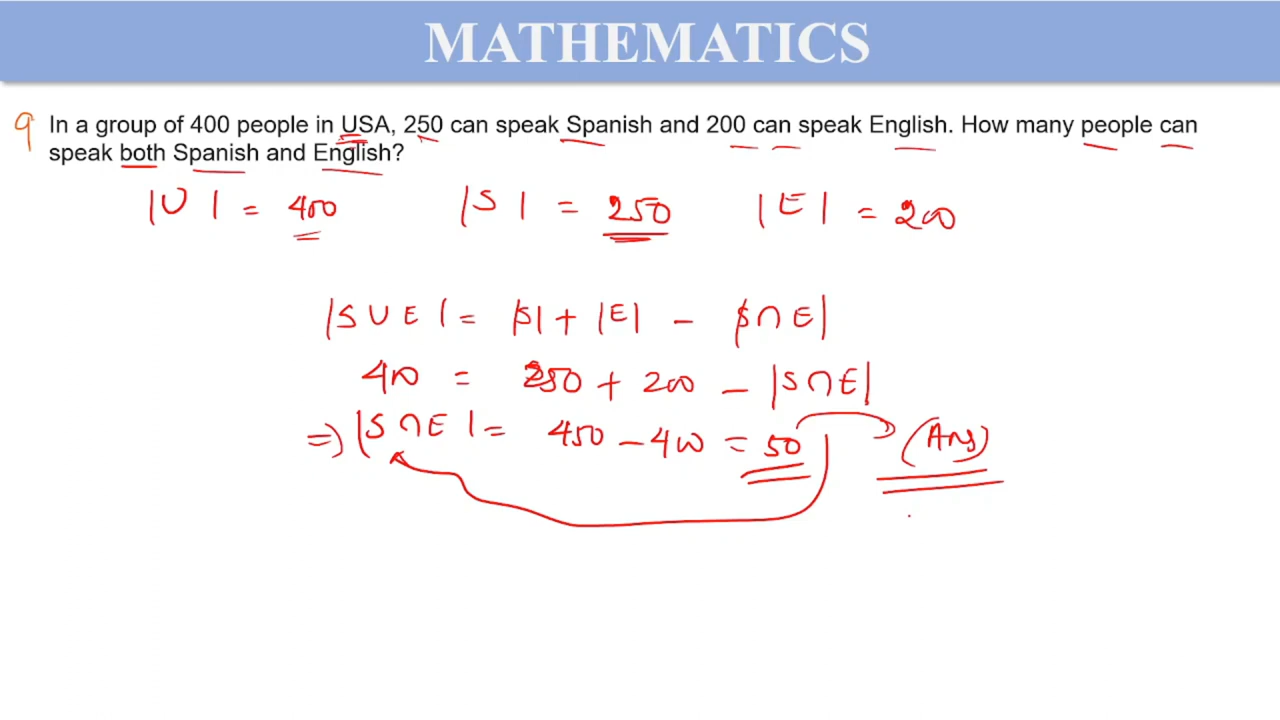 MATHEMATICS
9 In a group of 400 people in USA, 250 can speak Spanish and 200 can speak English. How many people can
speak both Spanish and English?
|U| = 400 |S| = 250 |E| = 200
|S ∪ E| = |S| + |E| - |S ∩ E|
400 = 250 + 200 - |S ∩ E|
⇒ |S ∩ E| = 450 - 400 = 50 (Ans)